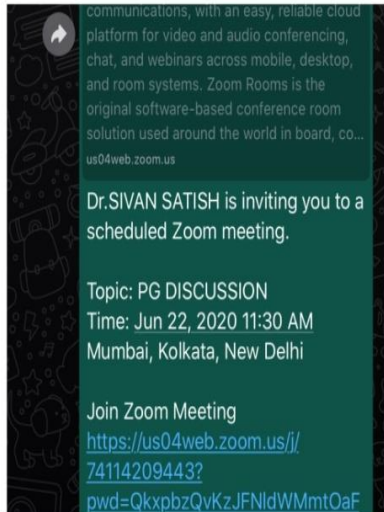 communications, with an easy, reliable cloud
platform for video and audio conferencing,
chat, and webinars across mobile, desktop,
and room systems. Zoom Rooms is the
original software-based conference room
solution used around the world in board, co...
us04web.zoom.us
Dr.SIVAN SATISH is inviting you to a
scheduled Zoom meeting.
Topic: PG DISCUSSION
Time: Jun 22, 2020 11:30 AM
Mumbai, Kolkata, New Delhi
Join Zoom Meeting
https://us04web.zoom.us/j/
74114209443?
pwd=QkxpbzQvKzJFNldWMmtOaF